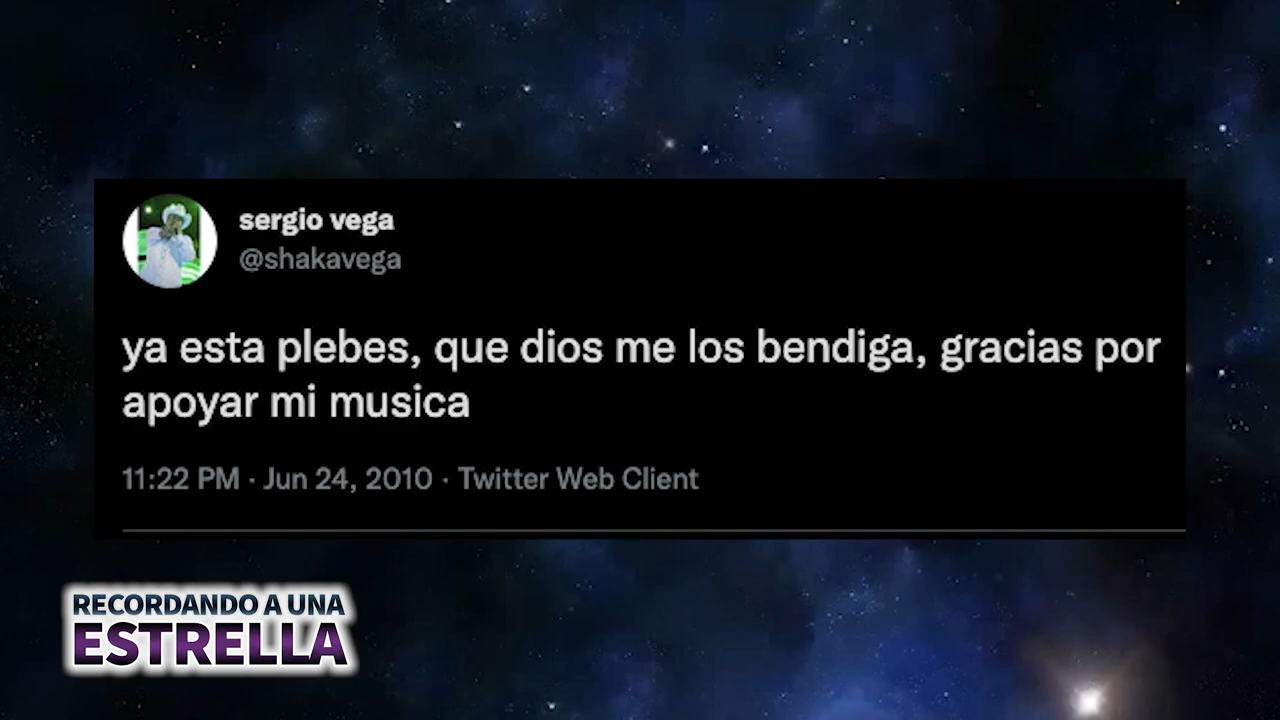 sergio vega
@shakavega
ya esta plebes, que dios me los bendiga, gracias por
apoyar mi musica
11:22 PM · Jun 24, 2010 · Twitter Web Client
RECORDANDO A UNA
ESTRELLA